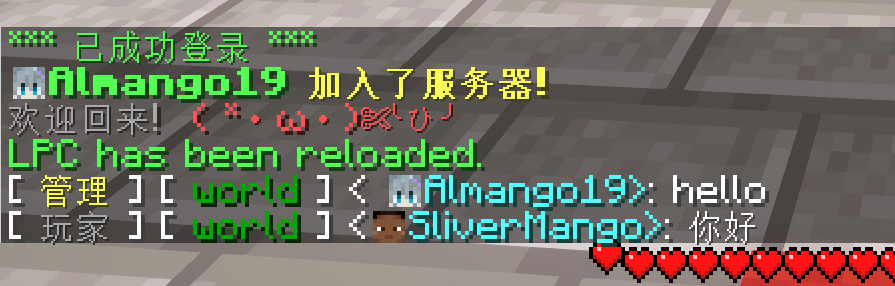 *** 已成功登录 ***
Almango19 加入了服务器!
欢迎回来! ( *・ω・)✄╰ひ╯
LPC has been reloaded.
[ 管理 ][ world ] < Almango19>: hello
[ 玩家 ][ world ] <SliverMango>: 你好